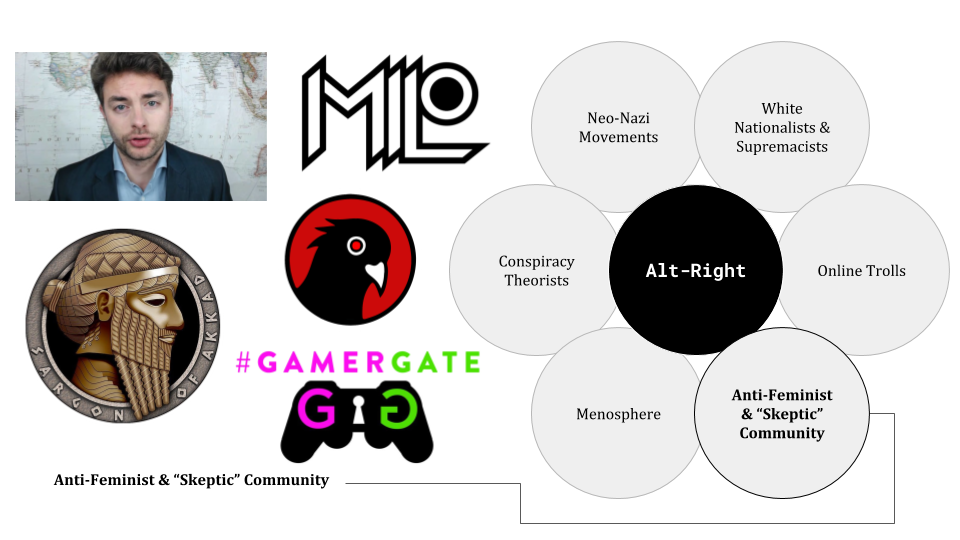 MILO
Neo-Nazi
Movements
White
Nationalists &
Supremacists
Conspiracy
Theorists
Alt-Right
Online Trolls
SARGON OF AKKAD
#GAMERGATE
G G
Menosphere
Anti-Feminist
& “Skeptic”
Community
Anti-Feminist & “Skeptic” Community